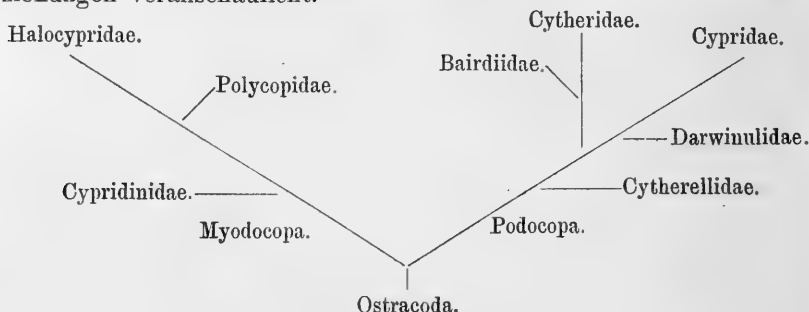 Cytheridae.
Halocypridae.
Cypridae.
Bairdiidae.
Polycopidae.
Darwinulidae.
Cypridinidae.
Cytherellidae.
Myodocopa.
Podocopa.
Ostracoda.